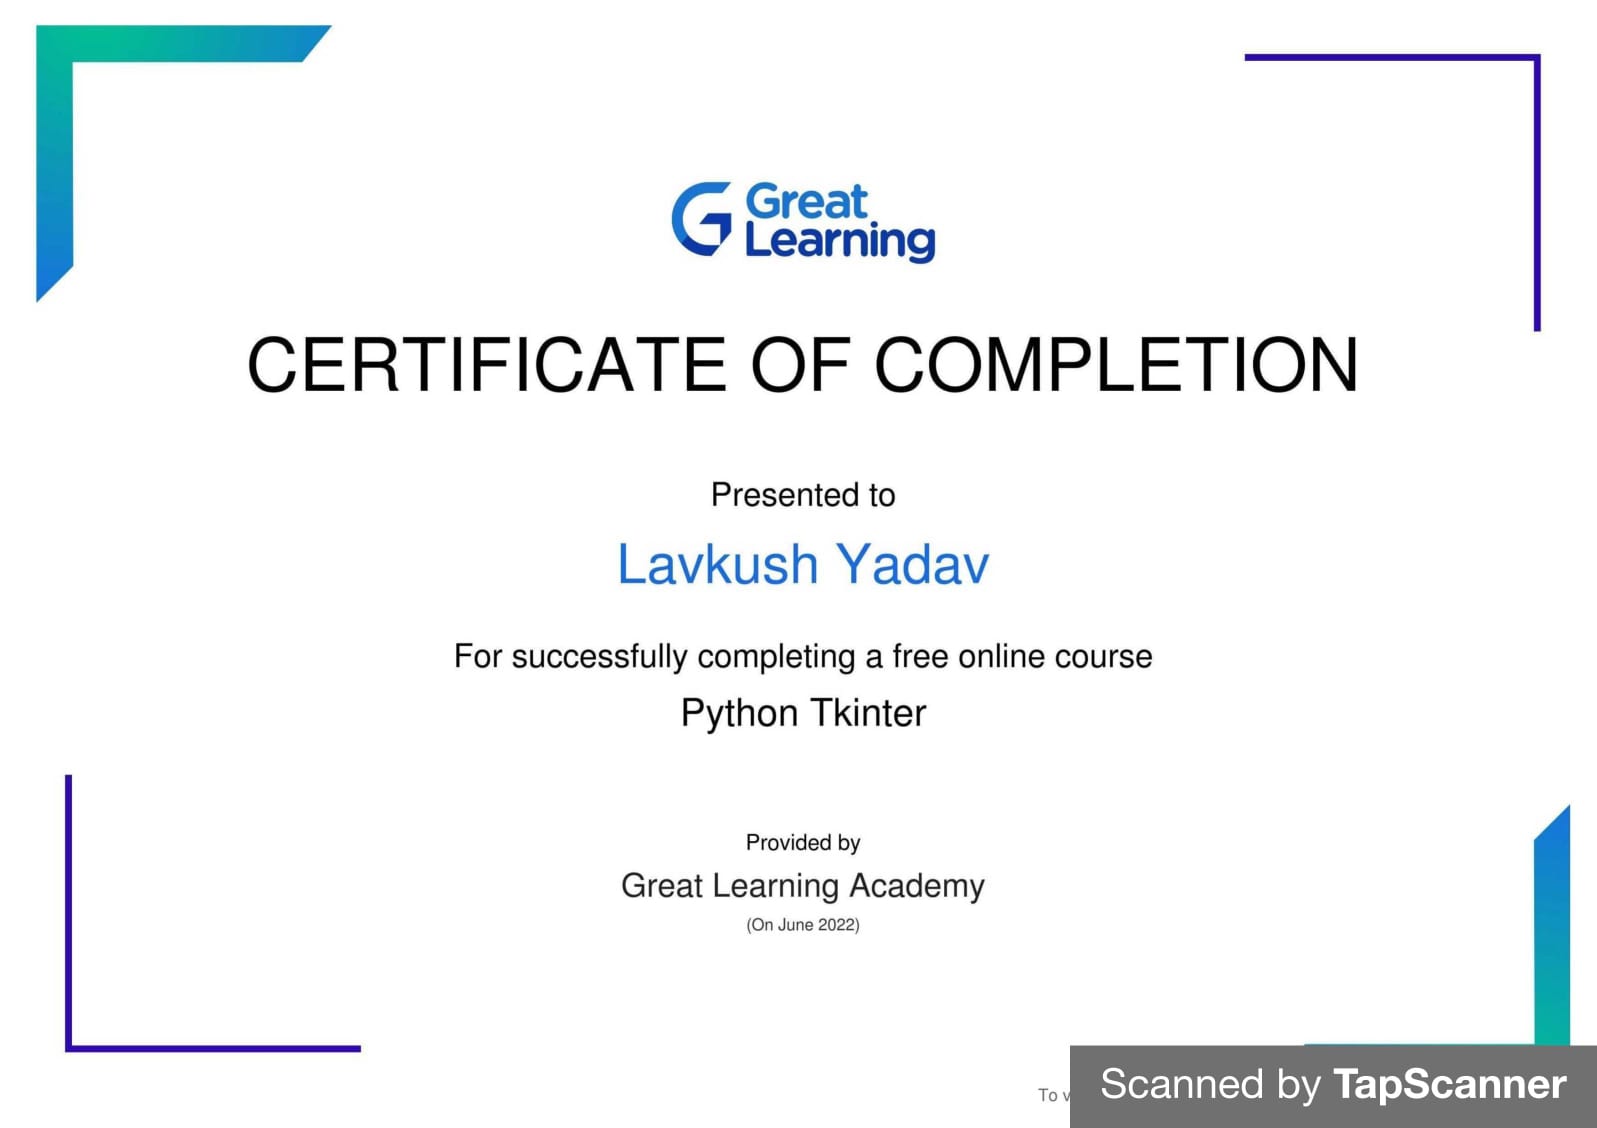 Great
Learning
CERTIFICATE OF COMPLETION
Presented to
Lavkush Yadav
For successfully completing a free online course
Python Tkinter
Provided by
Great Learning Academy
(On June 2022)
To v
Scanned by TapScanner